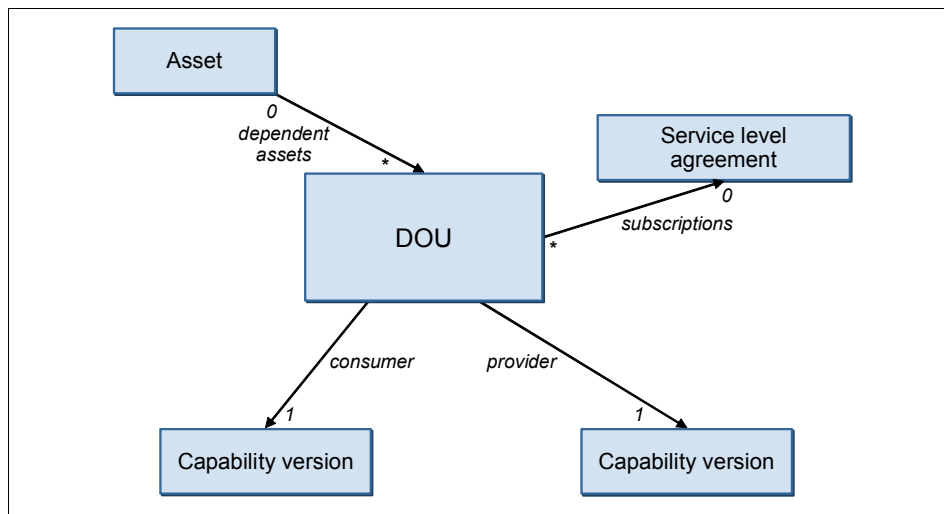 Asset
0
dependent
assets
*
Service level
agreement
0
subscriptions
*
DOU
consumer
provider
1
1
Capability version
Capability version